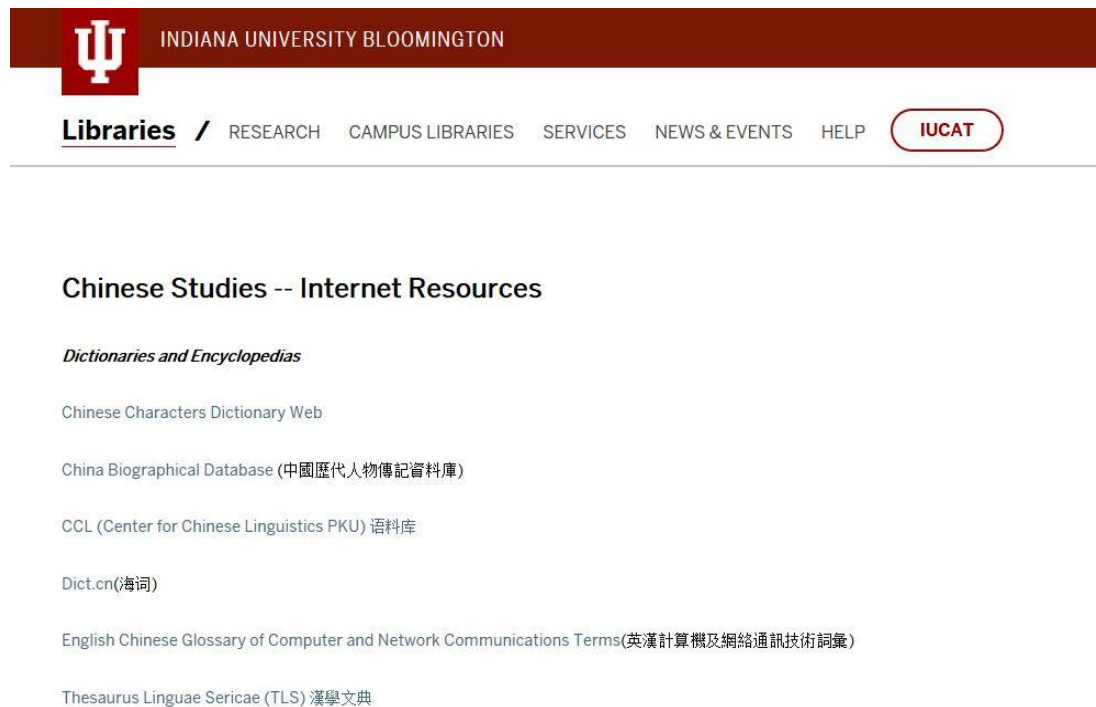 INDIANA UNIVERSITY BLOOMINGTON
Libraries / RESEARCH CAMPUS LIBRARIES SERVICES NEWS & EVENTS HELP IUCAT
Chinese Studies -- Internet Resources
Dictionaries and Encyclopedias
Chinese Characters Dictionary Web
China Biographical Database (中國歷代人物傳記資料庫)
CCL (Center for Chinese Linguistics PKU) 语料库
Dict.cn(海词)
English Chinese Glossary of Computer and Network Communications Terms(英漢計算機及網絡通訊技術詞彙)
Thesaurus Linguae Sericae (TLS) 漢學文典